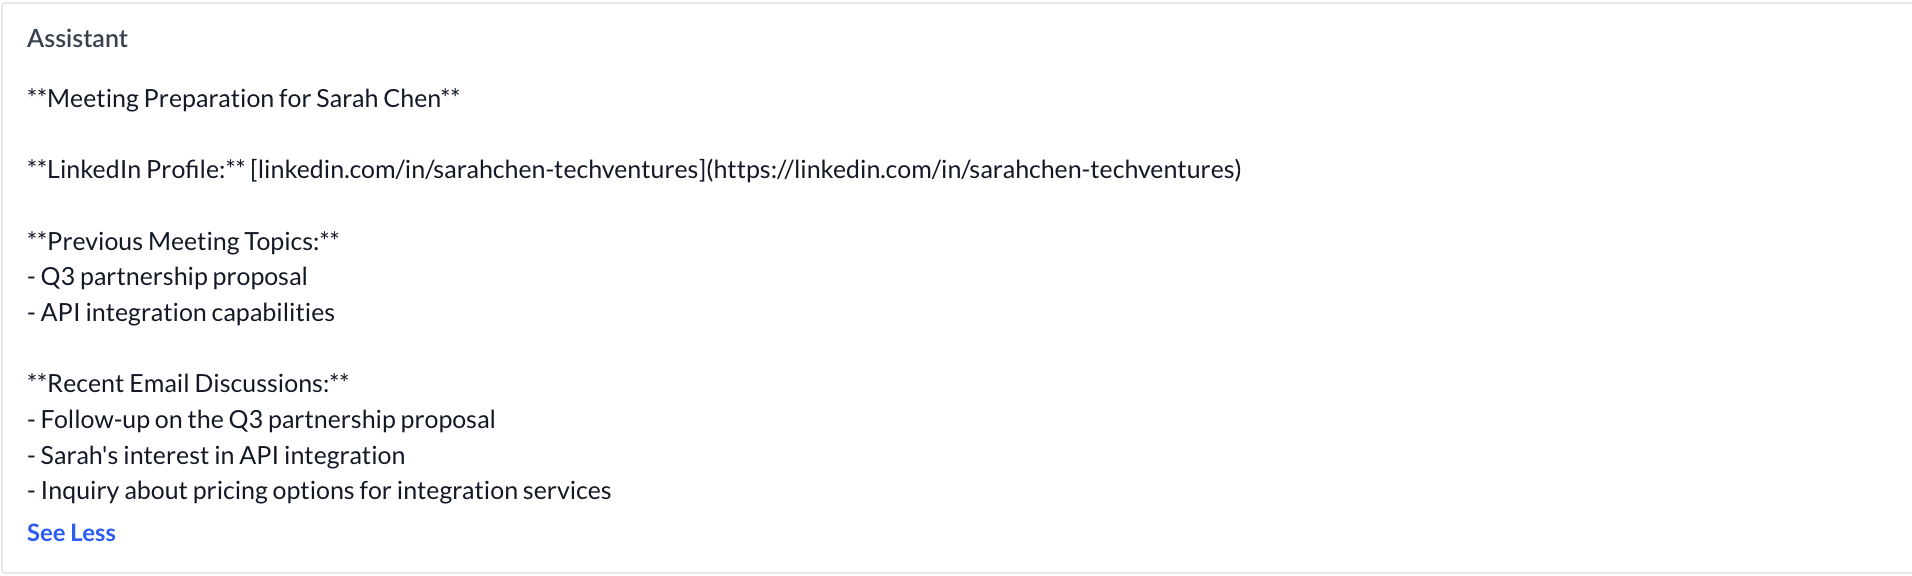 Assistant
**Meeting Preparation for Sarah Chen**
**LinkedIn Profile:** [linkedin.com/in/sarahchen-techventures](https://linkedin.com/in/sarahchen-techventures)
**Previous Meeting Topics:**
- Q3 partnership proposal
- API integration capabilities
**Recent Email Discussions:**
- Follow-up on the Q3 partnership proposal
- Sarah's interest in API integration
- Inquiry about pricing options for integration services
See Less